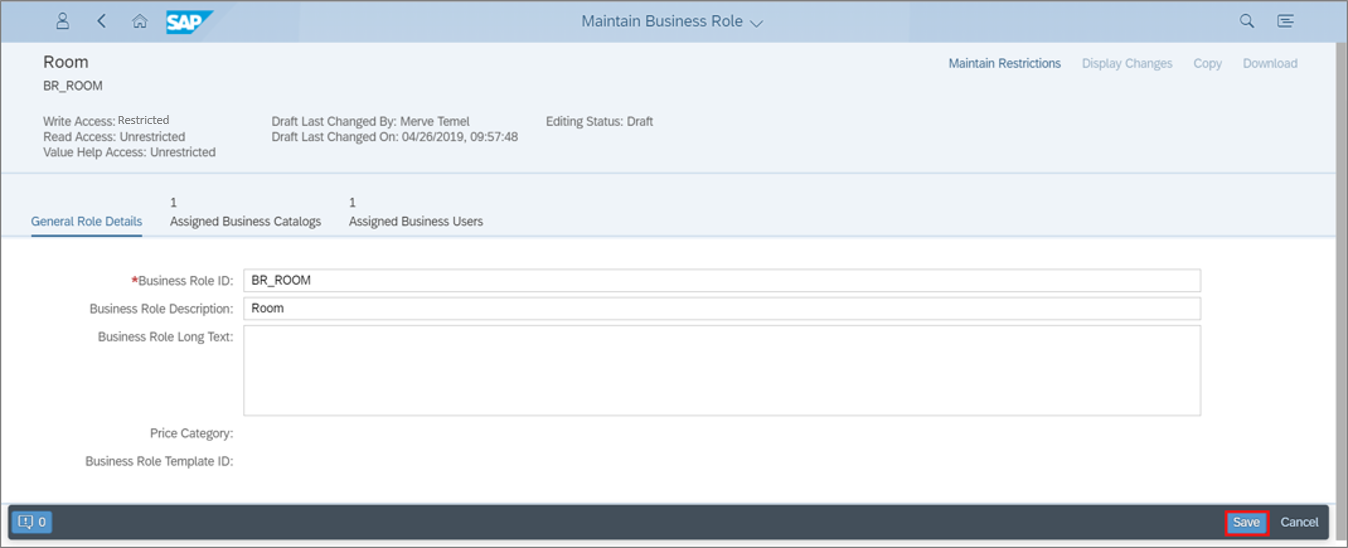 SAP Maintain Business Role
Room Maintain Restrictions Display Changes Copy Download
BR_ROOM
Write Access: Restricted Draft Last Changed By: Merve Temel Editing Status: Draft
Read Access: Unrestricted Draft Last Changed On: 04/26/2019, 09:57:48
Value Help Access: Unrestricted
1 1
General Role Details Assigned Business Catalogs Assigned Business Users
*Business Role ID: BR_ROOM
Business Role Description: Room
Business Role Long Text:
Price Category:
Business Role Template ID:
0 Save Cancel